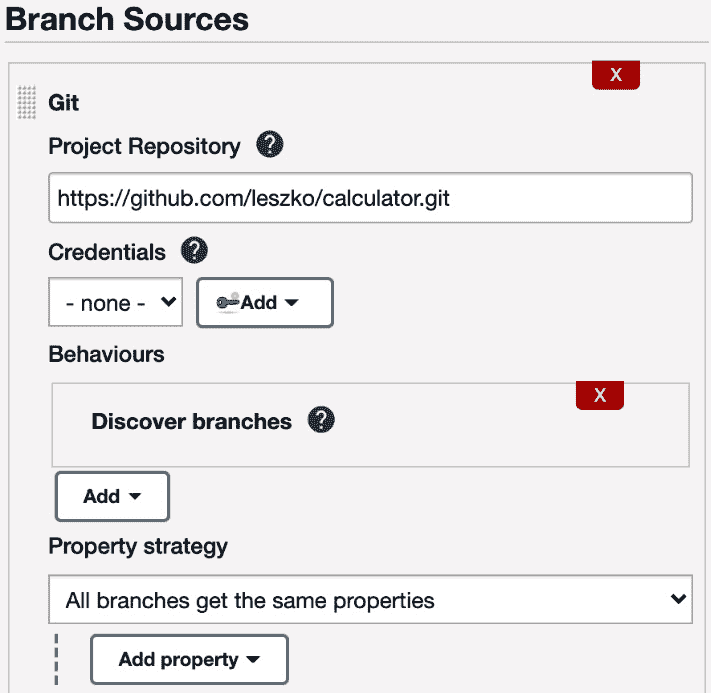 Branch Sources
X
Git
Project Repository ?
https://github.com/leszko/calculator.git
Credentials ?
- none - Add
Behaviours
X
Discover branches ?
Add
Property strategy
All branches get the same properties
Add property